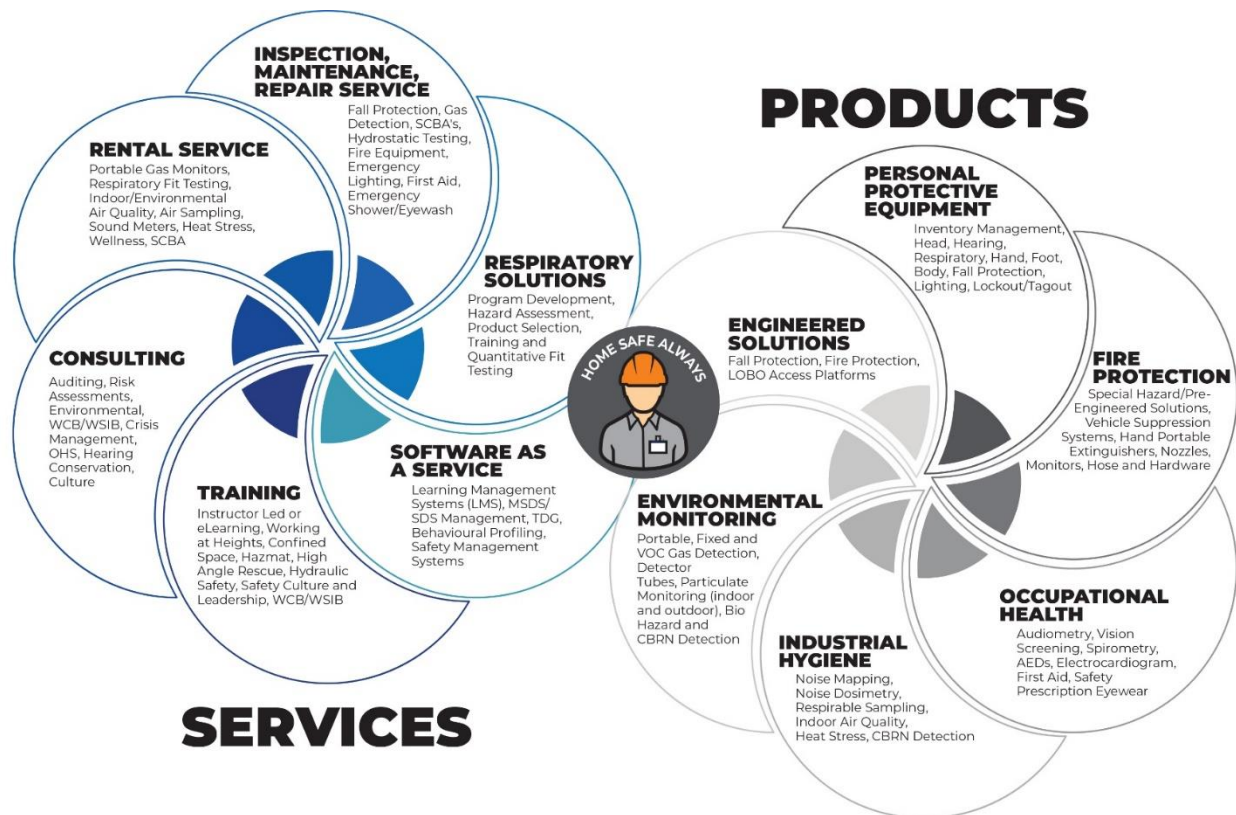 INSPECTION,
MAINTENANCE,
REPAIR SERVICE
Fall Protection, Gas
Detection, SCBA's,
Hydrostatic Testing,
Fire Equipment,
Emergency
Lighting, First Aid,
Emergency
Shower/Eyewash
RENTAL SERVICE
Portable Gas Monitors,
Respiratory Fit Testing,
Indoor/Environmental
Air Quality, Air Sampling,
Sound Meters, Heat Stress,
Wellness, SCBA
RESPIRATORY
SOLUTIONS
Program Development,
Hazard Assessment,
Product Selection,
Training and
Quantitative Fit
Testing
CONSULTING
Auditing, Risk
Assessments,
Environmental,
WCB/WSIB, Crisis
Management,
OHS, Hearing
Conservation,
Culture
TRAINING
Instructor Led or
eLearning, Working
at Heights, Confined
Space, Hazmat, High
Angle Rescue, Hydraulic
Safety, Safety Culture and
Leadership, WCB/WSIB
SOFTWARE AS
A SERVICE
Learning Management
Systems (LMS), MSDS/
SDS Management, TDG,
Behavioural Profiling,
Safety Management
Systems
SERVICES
HOME SAFE ALWAYS
PRODUCTS
PERSONAL
PROTECTIVE
EQUIPMENT
Inventory Management,
Head, Hearing,
Respiratory, Hand, Foot,
Body, Fall Protection,
Lighting, Lockout/Tagout
ENGINEERED
SOLUTIONS
Fall Protection, Fire Protection,
LOBO Access Platforms
FIRE
PROTECTION
Special Hazard/Pre-
Engineered Solutions,
Vehicle Suppression
Systems, Hand Portable
Extinguishers, Nozzles,
Monitors, Hose and Hardware
ENVIRONMENTAL
MONITORING
Portable, Fixed and
VOC Gas Detection,
Detector
Tubes, Particulate
Monitoring (indoor
and outdoor), Bio
Hazard and
CBRN Detection
INDUSTRIAL
HYGIENE
Noise Mapping,
Noise Dosimetry,
Respirable Sampling,
Indoor Air Quality,
Heat Stress, CBRN Detection
OCCUPATIONAL
HEALTH
Audiometry, Vision
Screening, Spirometry,
AEDs, Electrocardiogram,
First Aid, Safety
Prescription Eyewear